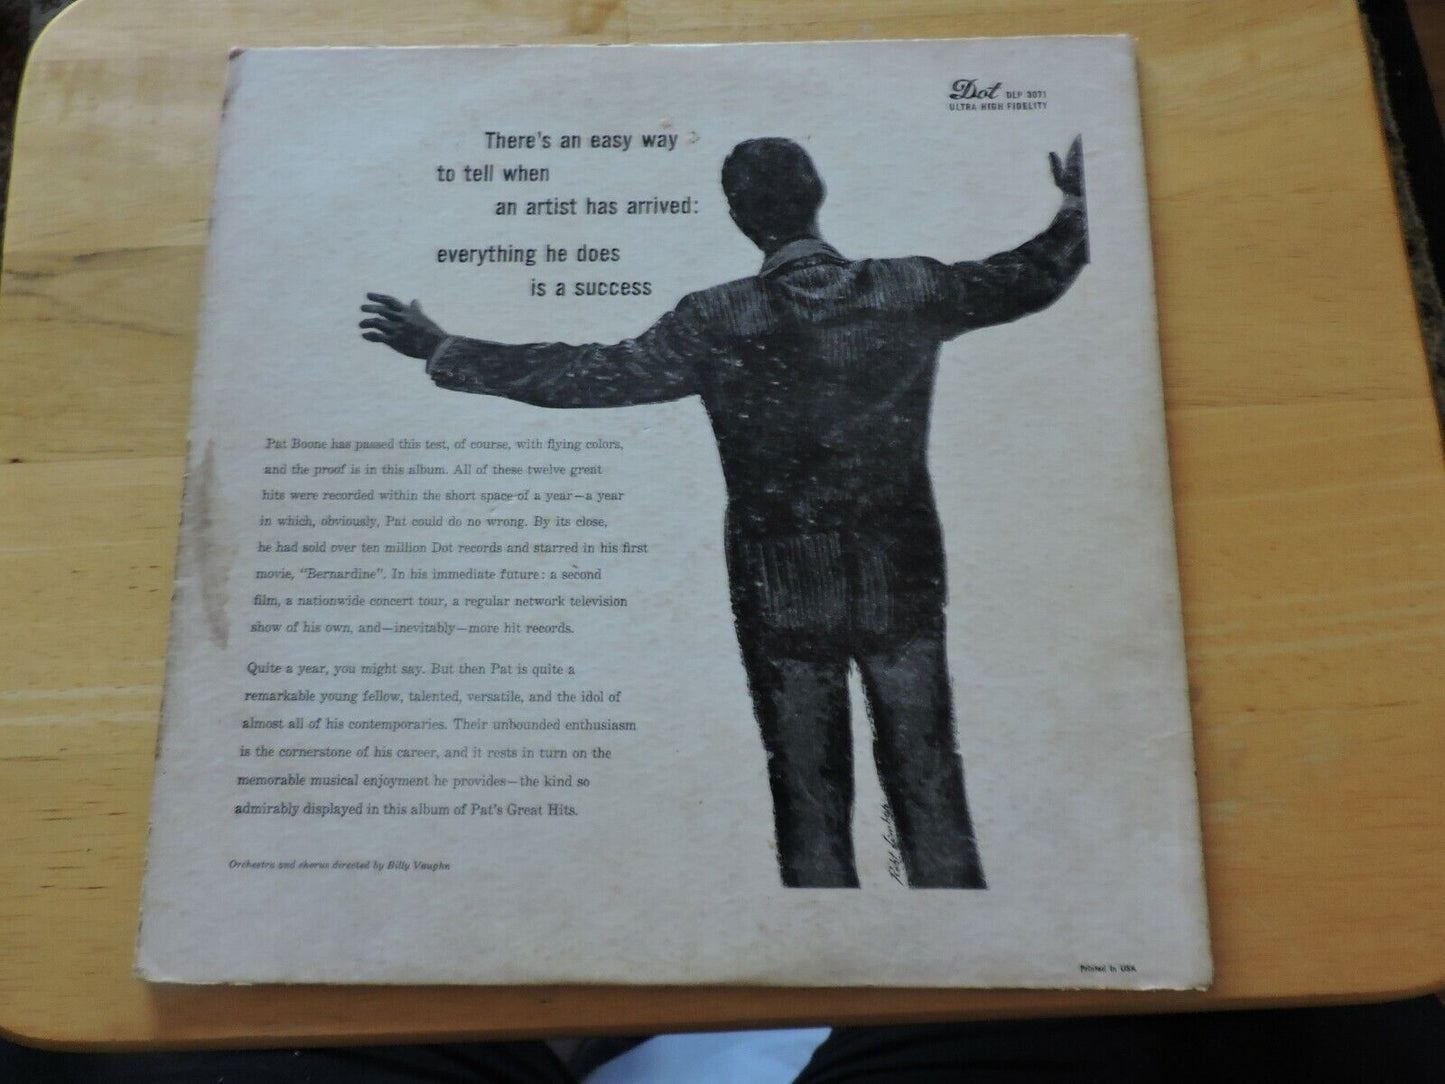 Dot DLP 3071
ULTRA HIGH FIDELITY
There's an easy way
to tell when
an artist has arrived:
everything he does
is a success
Pat Boone has passed this test, of course, with flying colors,
and the proof is in this album. All of these twelve great
hits were recorded within the short space of a year—a year
in which, obviously, Pat could do no wrong. By its close,
he had sold over ten million Dot records and starred in his first
movie, "Bernardine". In his immediate future: a second
film, a nationwide concert tour, a regular network television
show of his own, and—inevitably—more hit records.
Quite a year, you might say. But then Pat is quite a
remarkable young fellow, talented, versatile, and the idol of
almost all of his contemporaries. Their unbounded enthusiasm
is the cornerstone of his career, and it rests in turn on the
memorable musical enjoyment he provides—the kind so
admirably displayed in this album of Pat's Great Hits.
Orchestra and chorus directed by Billy Vaughn
Printed in USA